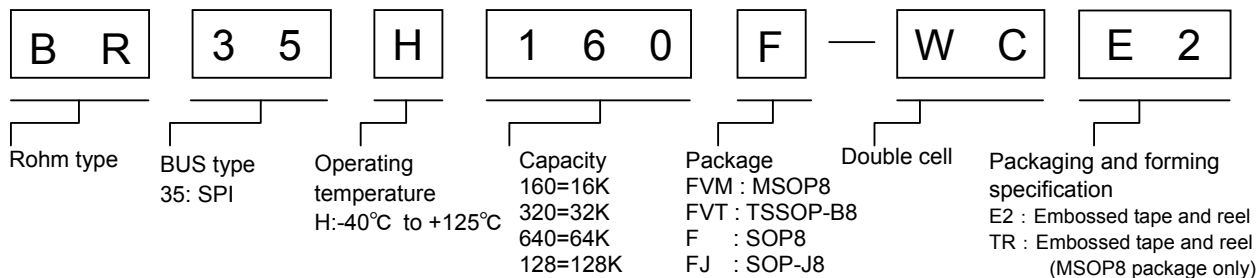 B R 3 5 H 1 6 0 F — W C E 2
Rohm type
BUS type
35: SPI
Operating
temperature
H:-40℃ to +125℃
Capacity
160=16K
320=32K
640=64K
128=128K
Package
FVM : MSOP8
FVT : TSSOP-B8
F : SOP8
FJ : SOP-J8
Double cell
Packaging and forming
specification
E2 : Embossed tape and reel
TR : Embossed tape and reel
(MSOP8 package only)